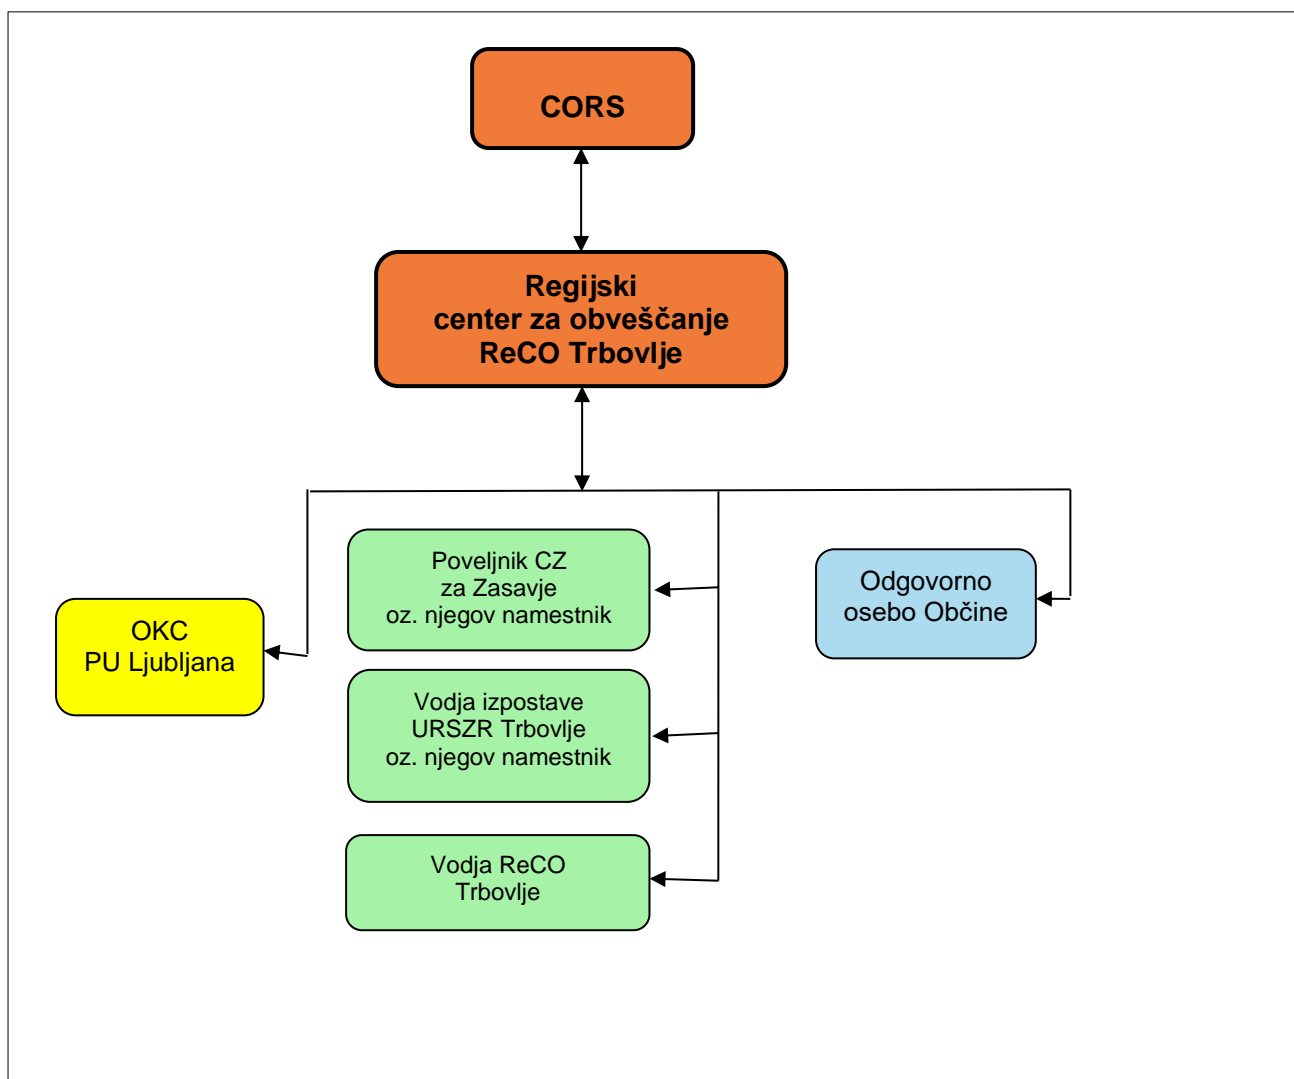 CORS
Regijski
center za obveščanje
ReCO Trbovlje
OKC
PU Ljubljana
Poveljnik CZ
za Zasavje
oz. njegov namestnik
Vodja izpostave
URSZR Trbovlje
oz. njegov namestnik
Vodja ReCO
Trbovlje
Odgovorno
osebo Občine